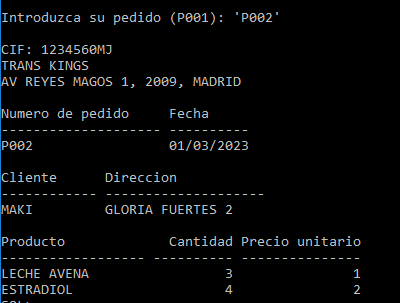 Introduzca su pedido (P001): 'P002'
CIF: 1234560MJ
TRANS KINGS
AV REYES MAGOS 1, 2009, MADRID
Numero de pedido Fecha
-------------------- ----------
P002 01/03/2023
Cliente Direccion
------------ --------------------
MAKI GLORIA FUERTES 2
Producto Cantidad Precio unitario
------------------ ---------- ---------------
LECHE AVENA 3 1
ESTRADIOL 4 2